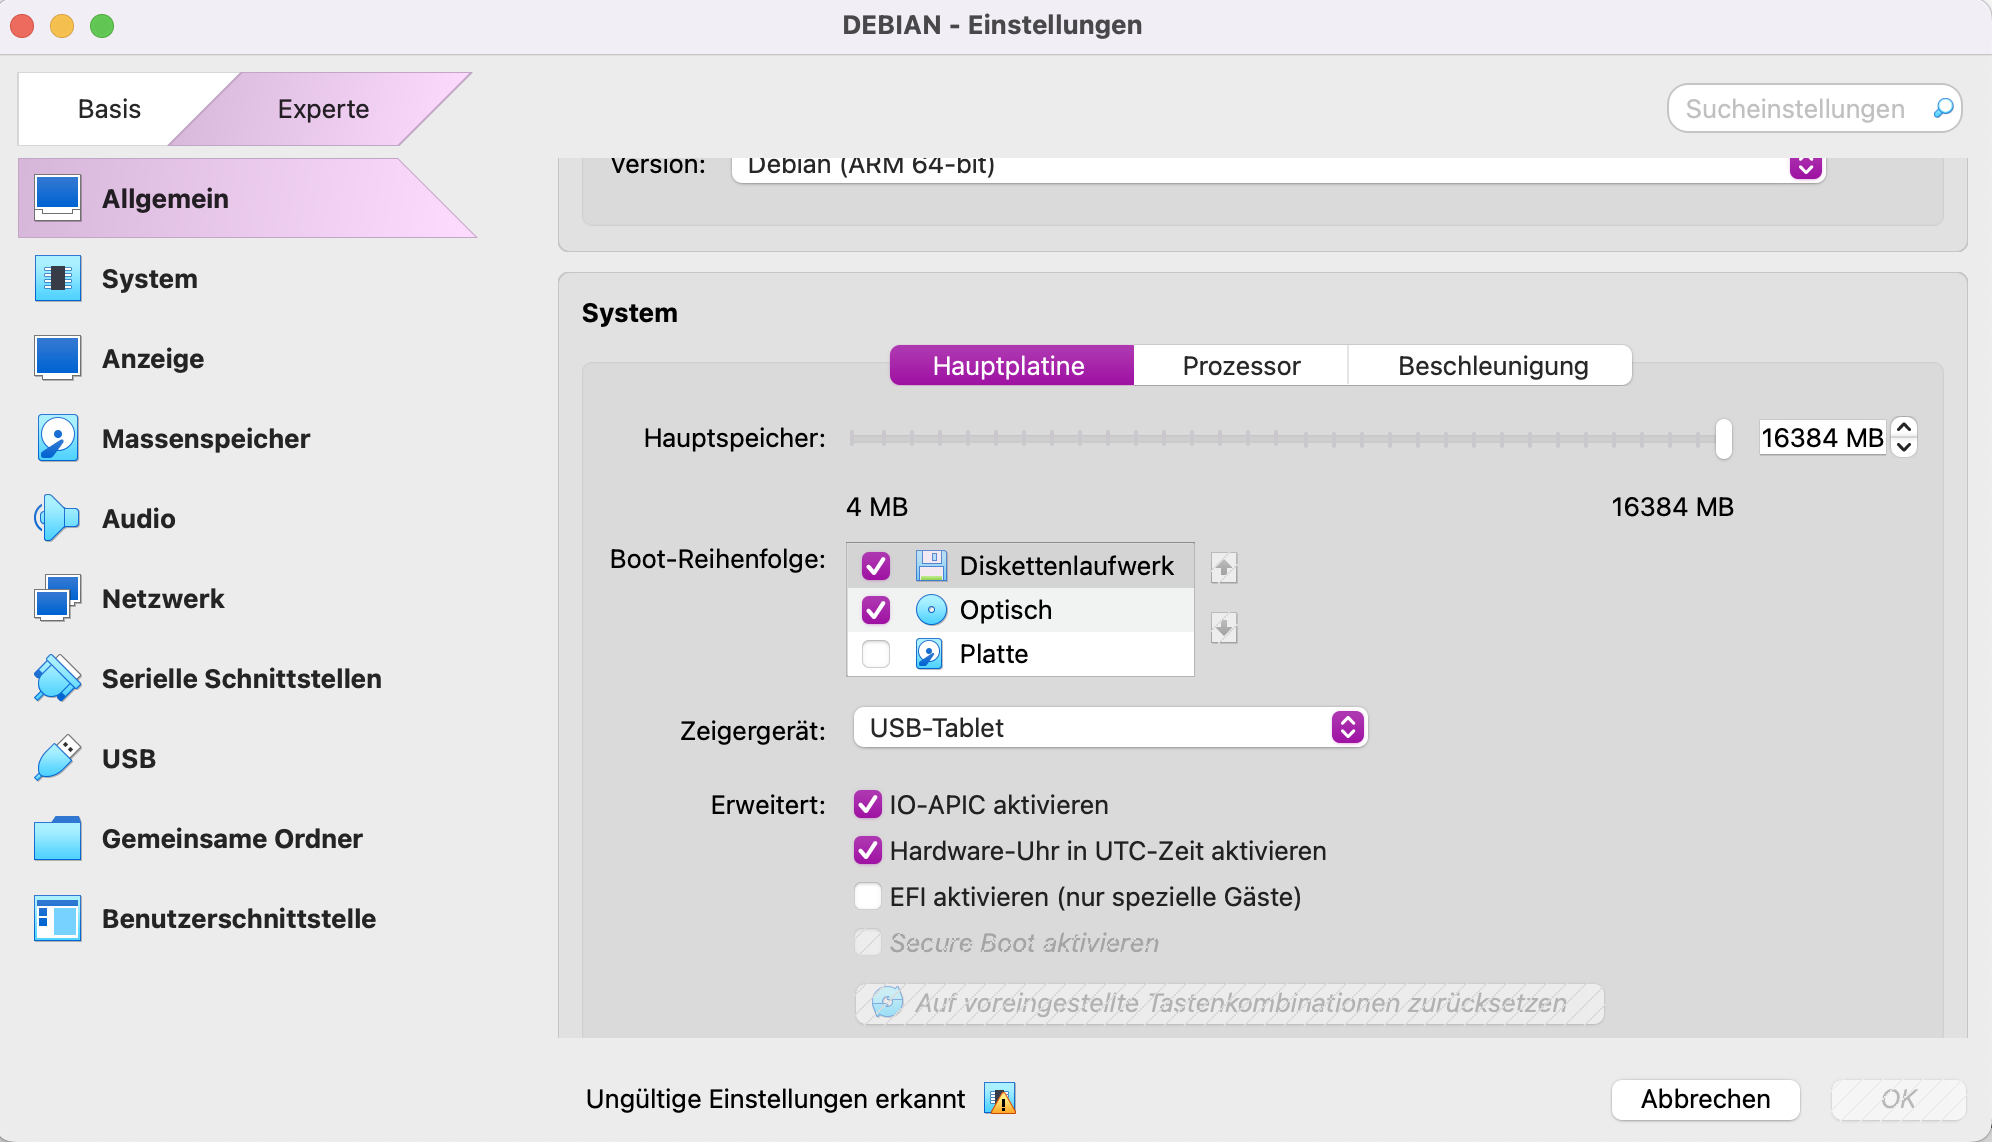 DEBIAN - Einstellungen
Basis
Experte
Sucheinstellungen
Allgemein
System
Anzeige
Massenspeicher
Audio
Netzwerk
Serielle Schnittstellen
USB
Gemeinsame Ordner
Benutzerschnittstelle
Version: Debian (ARM 64-bit)
System
Hauptplatine Prozessor Beschleunigung
Hauptspeicher: 16384 MB
4 MB 16384 MB
Boot-Reihenfolge: Diskettenlaufwerk
Optisch
Platte
Zeigergerät: USB-Tablet
Erweitert: IO-APIC aktivieren
Hardware-Uhr in UTC-Zeit aktivieren
EFI aktivieren (nur spezielle Gäste)
Secure Boot aktivieren
Auf voreingestellte Tastenkombinationen zurücksetzen
Ungültige Einstellungen erkannt
Abbrechen
OK